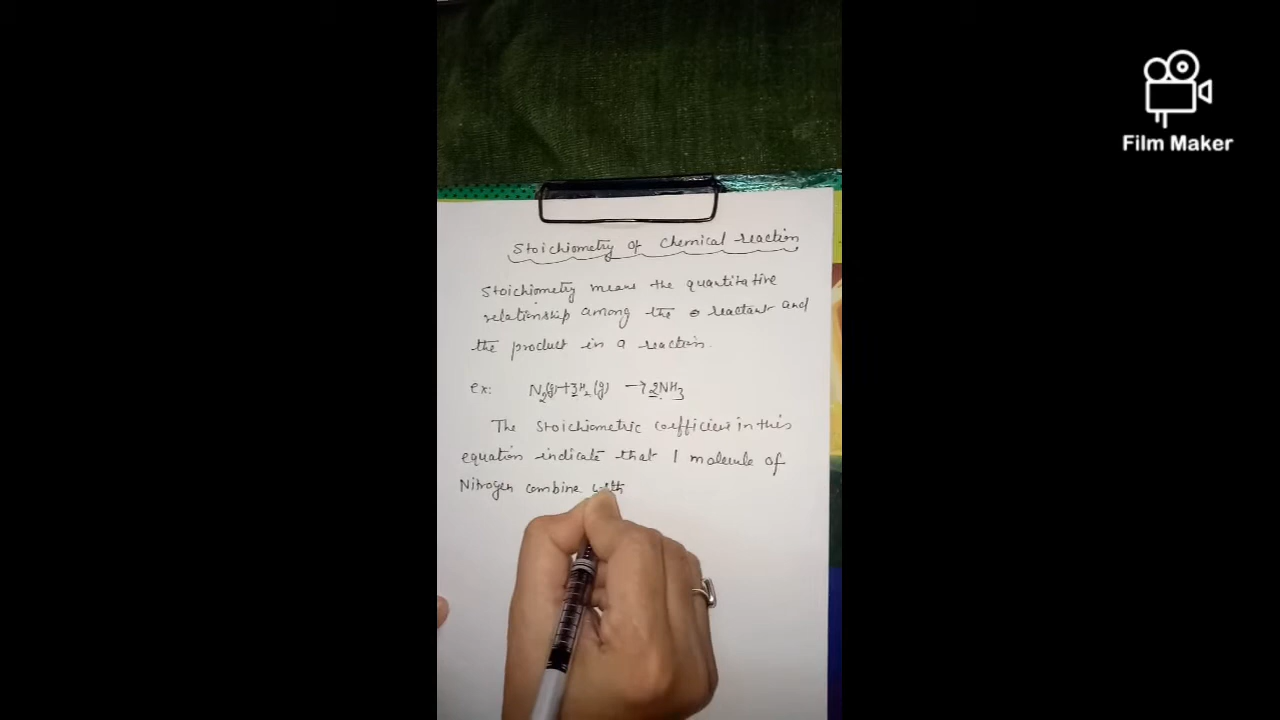 Film Maker
Stoichiometry of Chemical reaction
Stoichiometry means the quantitative
relationship among the reactant and
the product in a reaction.
ex: N2(g)+3H2(g) → 2NH3
The Stoichiometric coefficient in this
equation indicate that 1 molecule of
Nitrogen combine with